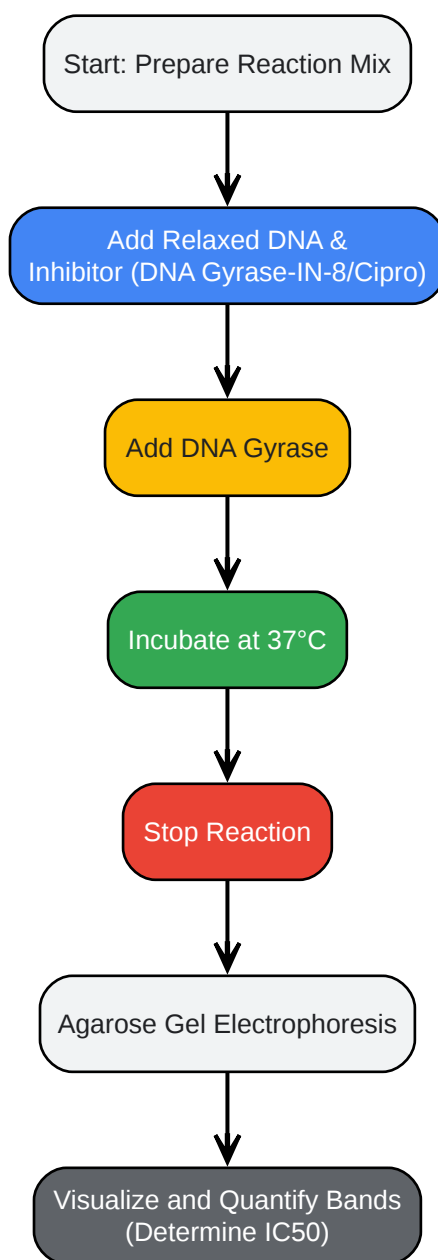 Start: Prepare Reaction Mix
Add Relaxed DNA &
Inhibitor (DNA Gyrase-IN-8/Cipro)
Add DNA Gyrase
Incubate at 37°C
Stop Reaction
Agarose Gel Electrophoresis
Visualize and Quantify Bands
(Determine IC50)